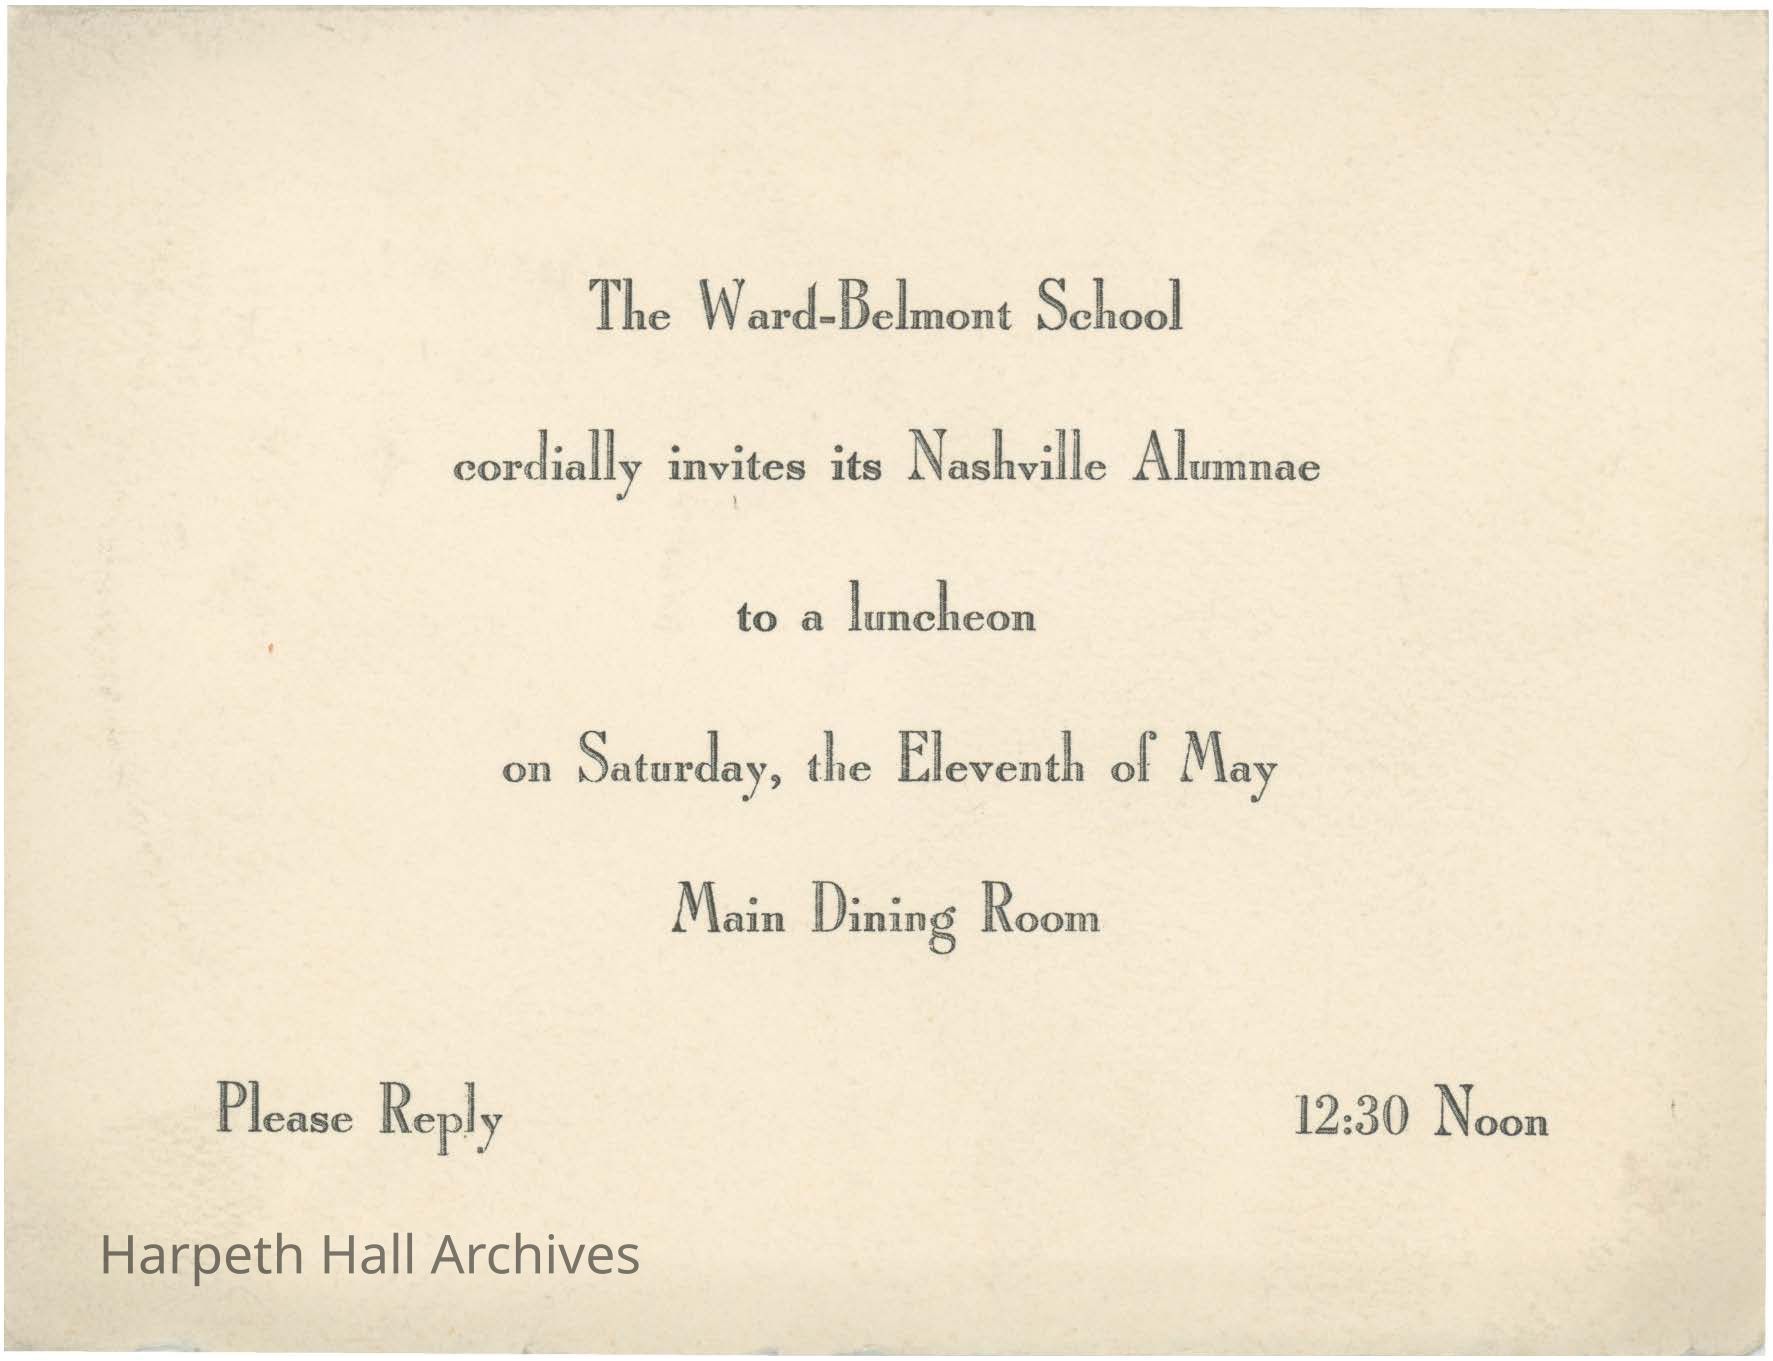 The Ward-Belmont School
cordially invites its Nashville Alumnae
to a luncheon
on Saturday, the Eleventh of May
Main Dining Room
Please Reply
12:30 Noon
Harpeth Hall Archives